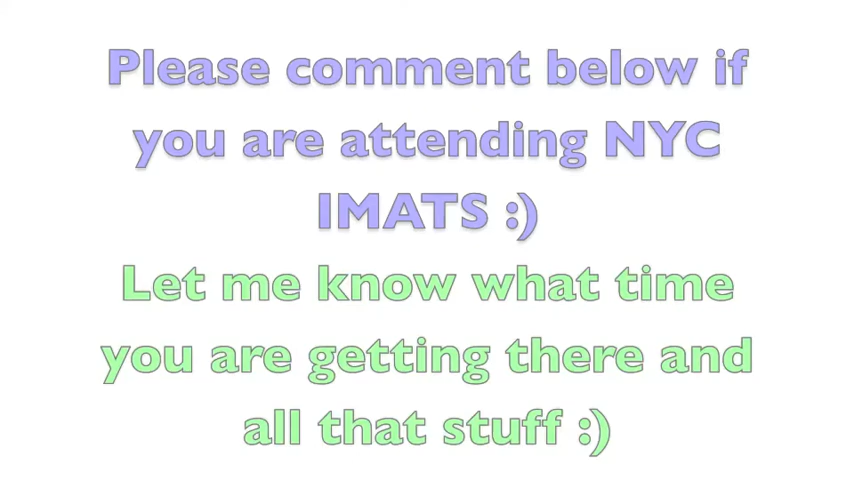 Please comment below if
you are attending NYC
IMATS :)
Let me know what time
you are getting there and
all that stuff :)